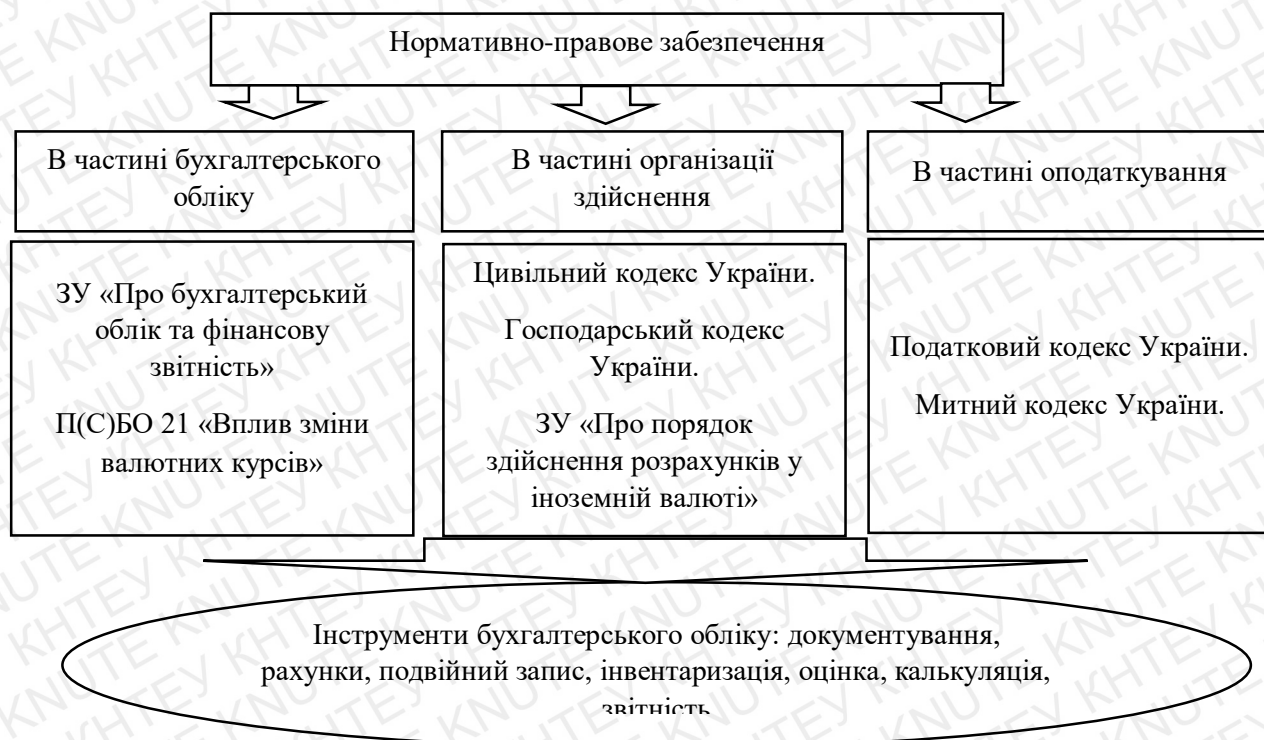 Нормативно-правове забезпечення
В частині бухгалтерського
обліку
В частині організації
здійснення
В частині оподаткування
ЗУ «Про бухгалтерський
облік та фінансову
звітність»
П(С)БО 21 «Вплив зміни
валютних курсів»
Цивільний кодекс України.
Господарський кодекс
України.
ЗУ «Про порядок
здійснення розрахунків у
іноземній валюті»
Податковий кодекс України.
Митний кодекс України.
Інструменти бухгалтерського обліку: документування,
рахунки, подвійний запис, інвентаризація, оцінка, калькуляція,
звітність